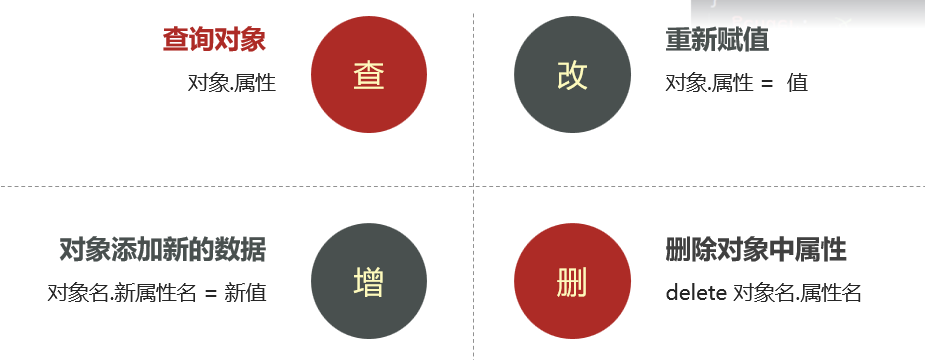 查询对象
对象.属性
查
改
重新赋值
对象.属性 = 值
对象添加新的数据
对象名.新属性名 = 新值
增
删
删除对象中属性
delete 对象名.属性名